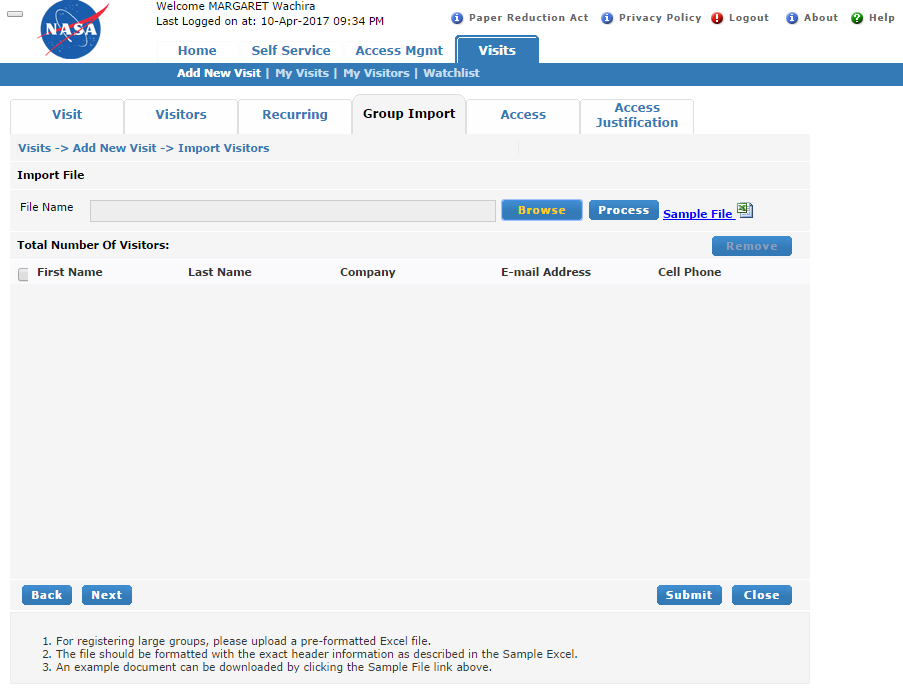 NASA
Welcome MARGARET Wachira
Last Logged on at: 10-Apr-2017 09:34 PM
Paper Reduction Act Privacy Policy Logout About Help
Home Self Service Access Mgmt Visits
Add New Visit | My Visits | My Visitors | Watchlist
Visit Visitors Recurring Group Import Access Access Justification
Visits -> Add New Visit -> Import Visitors
Import File
File Name Browse Process Sample File
Total Number Of Visitors: Remove
First Name Last Name Company E-mail Address Cell Phone
Back Next Submit Close
1. For registering large groups, please upload a pre-formatted Excel file.
2. The file should be formatted with the exact header information as described in the Sample Excel.
3. An example document can be downloaded by clicking the Sample File link above.